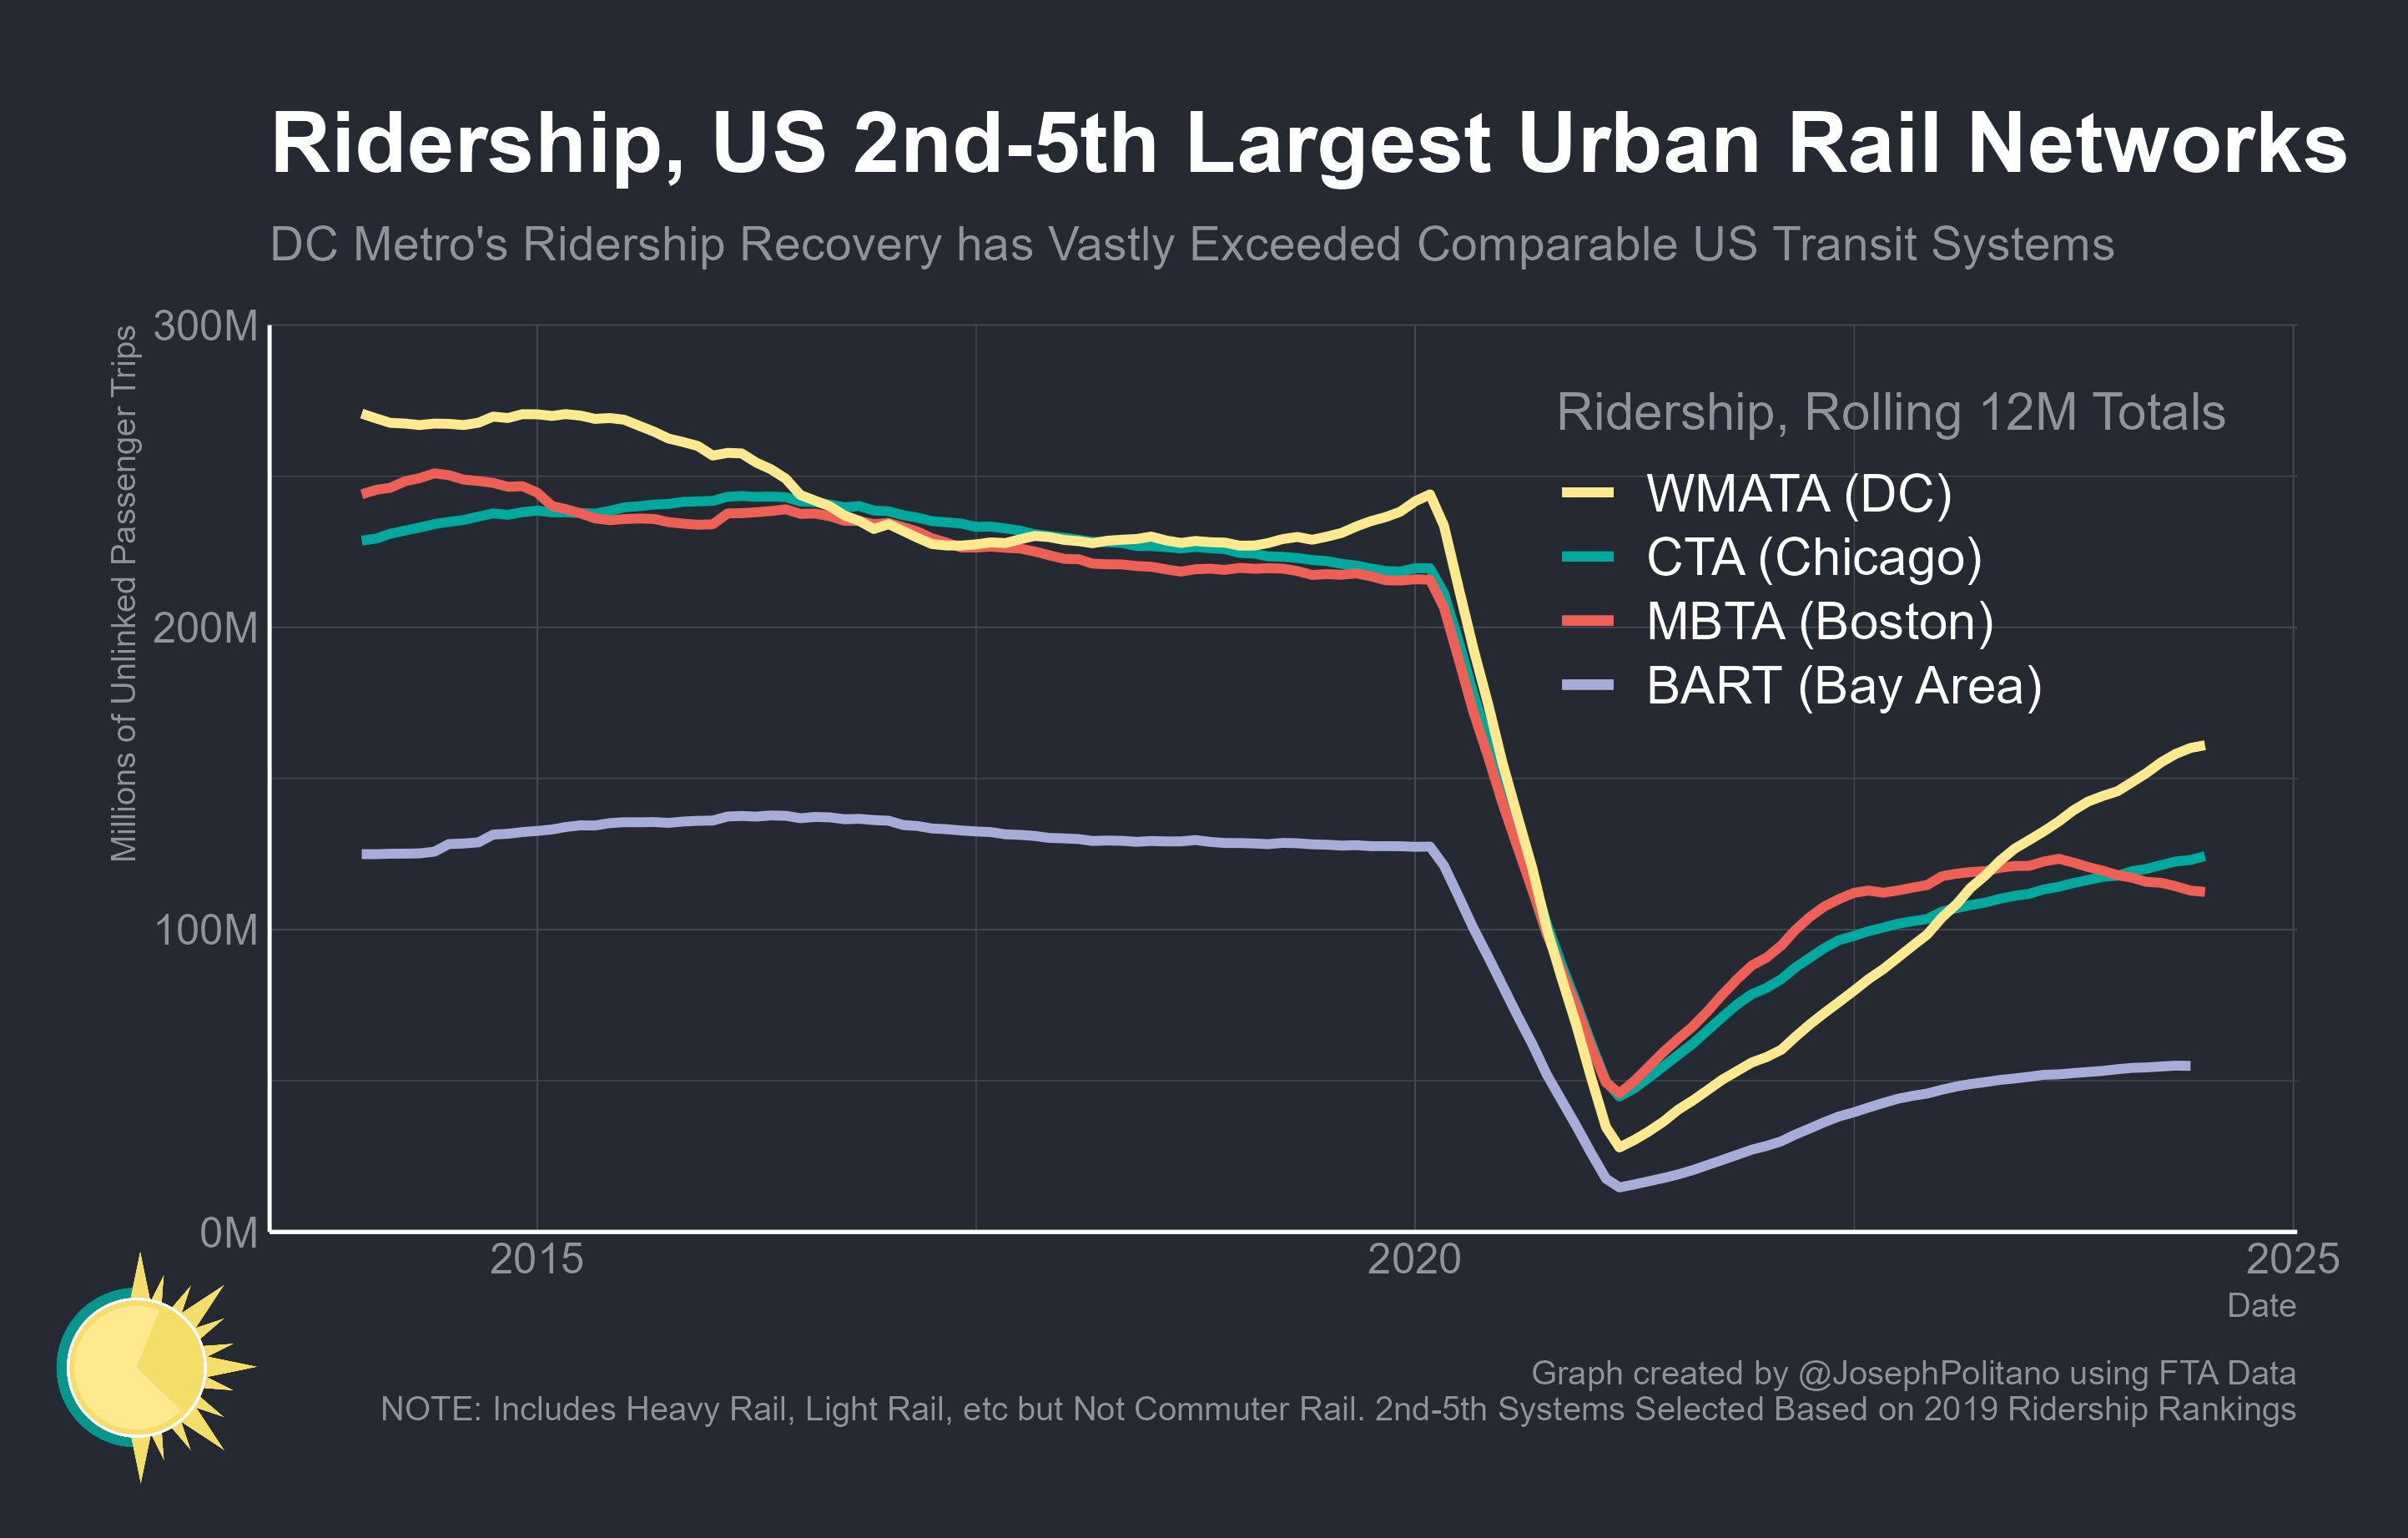 Ridership, US 2nd-5th Largest Urban Rail Networks
DC Metro's Ridership Recovery has Vastly Exceeded Comparable US Transit Systems
Millions of Unlinked Passenger Trips
300M
200M
100M
0M
Ridership, Rolling 12M Totals
WMATA (DC)
CTA (Chicago)
MBTA (Boston)
BART (Bay Area)
2015
2020
2025
Date
Graph created by @JosephPolitano using FTA Data
NOTE: Includes Heavy Rail, Light Rail, etc but Not Commuter Rail. 2nd-5th Systems Selected Based on 2019 Ridership Rankings